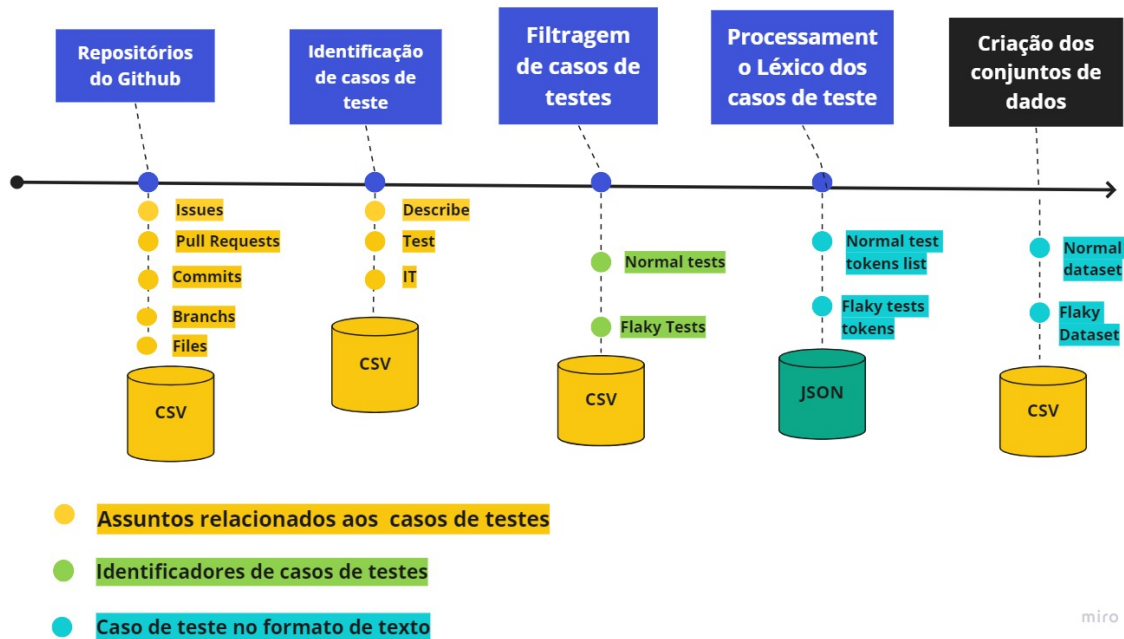 Repositórios
do Github
Identificação
de casos de
teste
Filtragem
de casos de
testes
Processament
o Léxico dos
casos de teste
Criação dos
conjuntos de
dados
Issues
Pull Requests
Commits
Branchs
Files
CSV
Describe
Test
IT
CSV
Normal tests
Flaky Tests
CSV
Normal test
tokens list
Flaky tests
tokens
JSON
Normal
dataset
Flaky
Dataset
CSV
Assuntos relacionados aos casos de testes
Identificadores de casos de testes
Caso de teste no formato de texto
miro